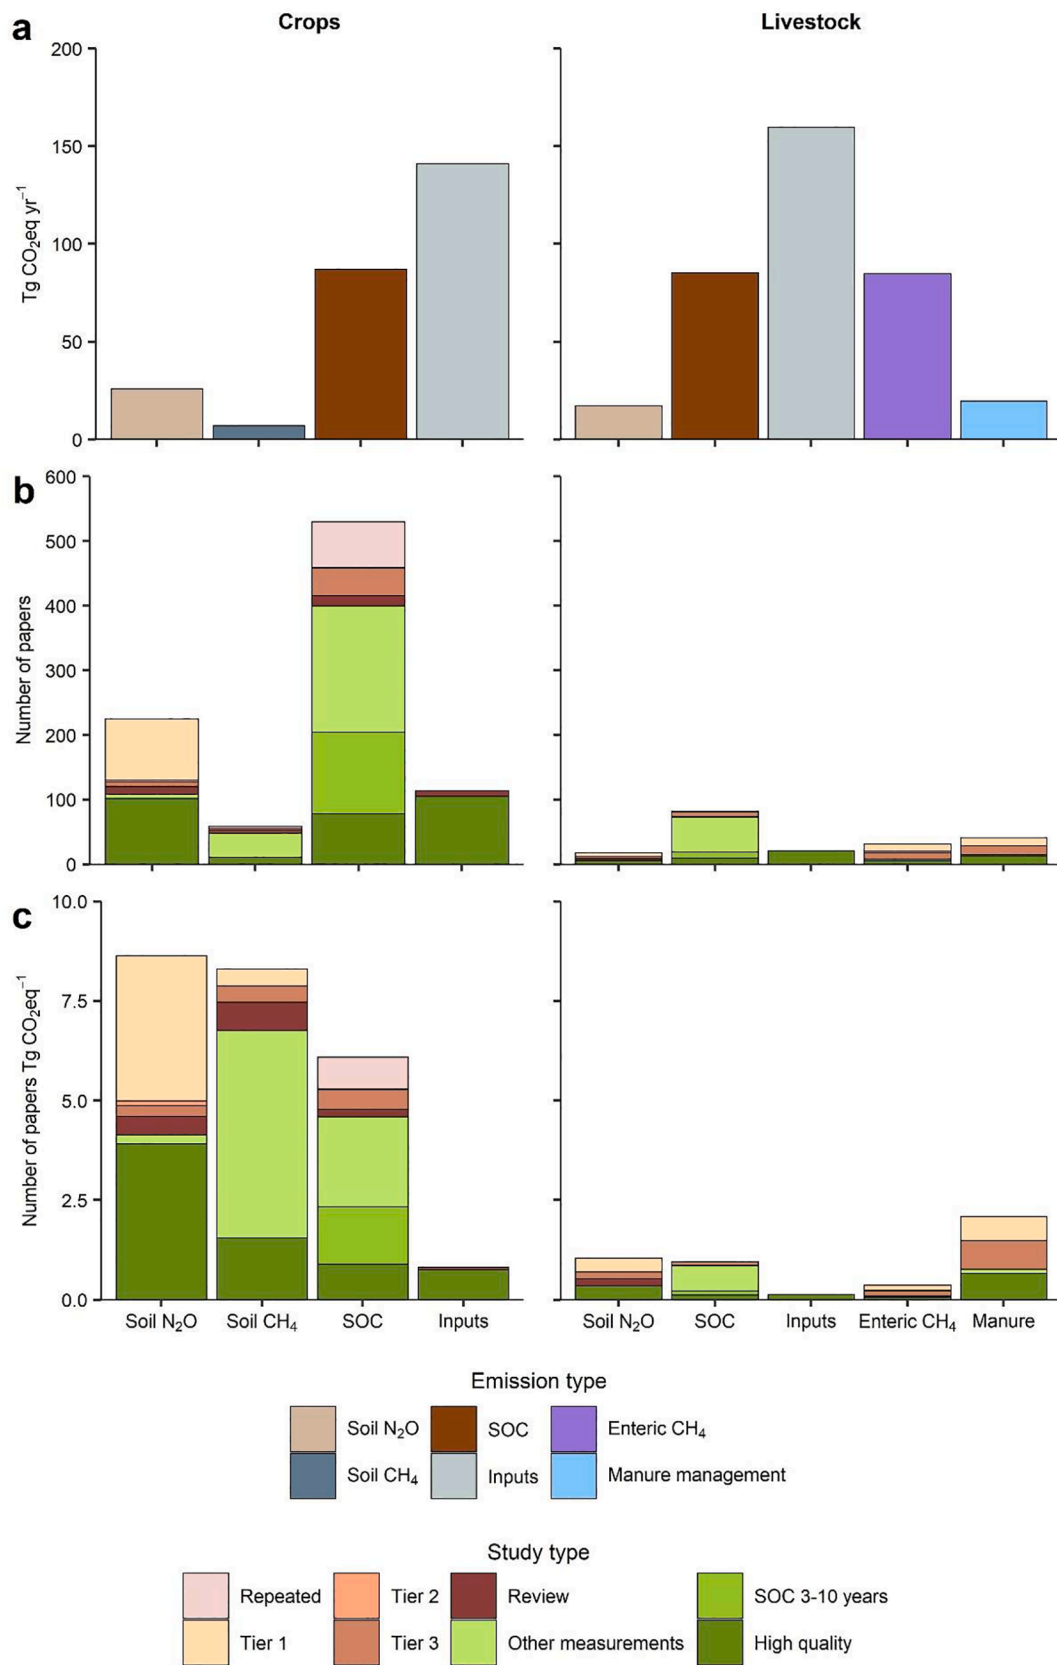 a
Crops
Livestock
200
150
100
50
0
Tg CO₂eq yr⁻¹
b
600
500
400
300
200
100
0
Number of papers
c
10.0
7.5
5.0
2.5
0.0
Number of papers Tg CO₂eq⁻¹
Soil N₂O Soil CH₄ SOC Inputs
Soil N₂O SOC Inputs Enteric CH₄ Manure
Emission type
Soil N₂O SOC Enteric CH₄
Soil CH₄ Inputs Manure management
Study type
Repeated Tier 2 Review SOC 3-10 years
Tier 1 Tier 3 Other measurements High quality